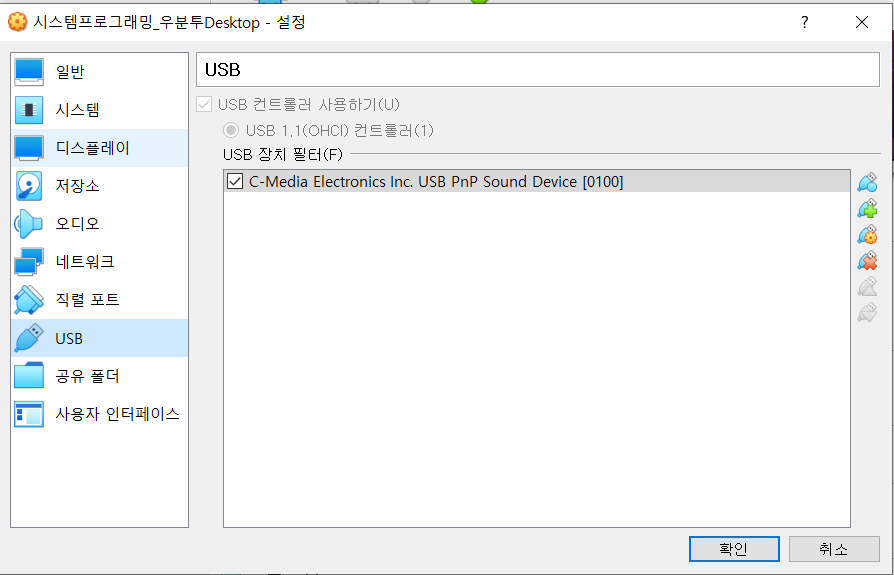 시스템프로그래밍_우분투Desktop - 설정
?
일반
시스템
디스플레이
저장소
오디오
네트워크
직렬 포트
USB
공유 폴더
사용자 인터페이스
USB
USB 컨트롤러 사용하기(U)
USB 1.1(OHCI) 컨트롤러(1)
USB 장치 필터(F)
C-Media Electronics Inc. USB PnP Sound Device [0100]
확인
취소